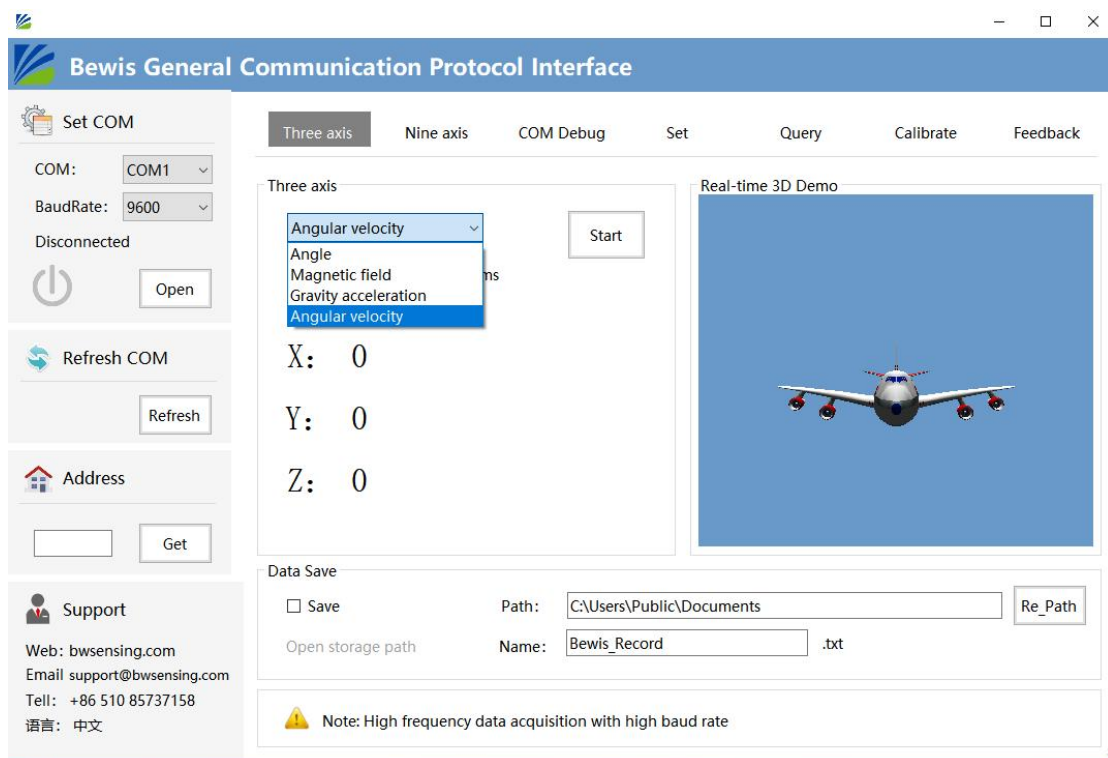 Bewis General Communication Protocol Interface
Set COM
COM: COM1
BaudRate: 9600
Disconnected
Open
Refresh COM
Refresh
Address
Get
Support
Web: bwsensing.com
Email support@bwsensing.com
Tell: +86 510 85737158
语言: 中文
Three axis Nine axis COM Debug Set Query Calibrate Feedback
Three axis
Angular velocity
Start
Angle
Magnetic field
ms
Gravity acceleration
Angular velocity
X: 0
Y: 0
Z: 0
Real-time 3D Demo
Data Save
Save Path: C:\Users\Public\Documents Re_Path
Open storage path Name: Bewis_Record .txt
Note: High frequency data acquisition with high baud rate